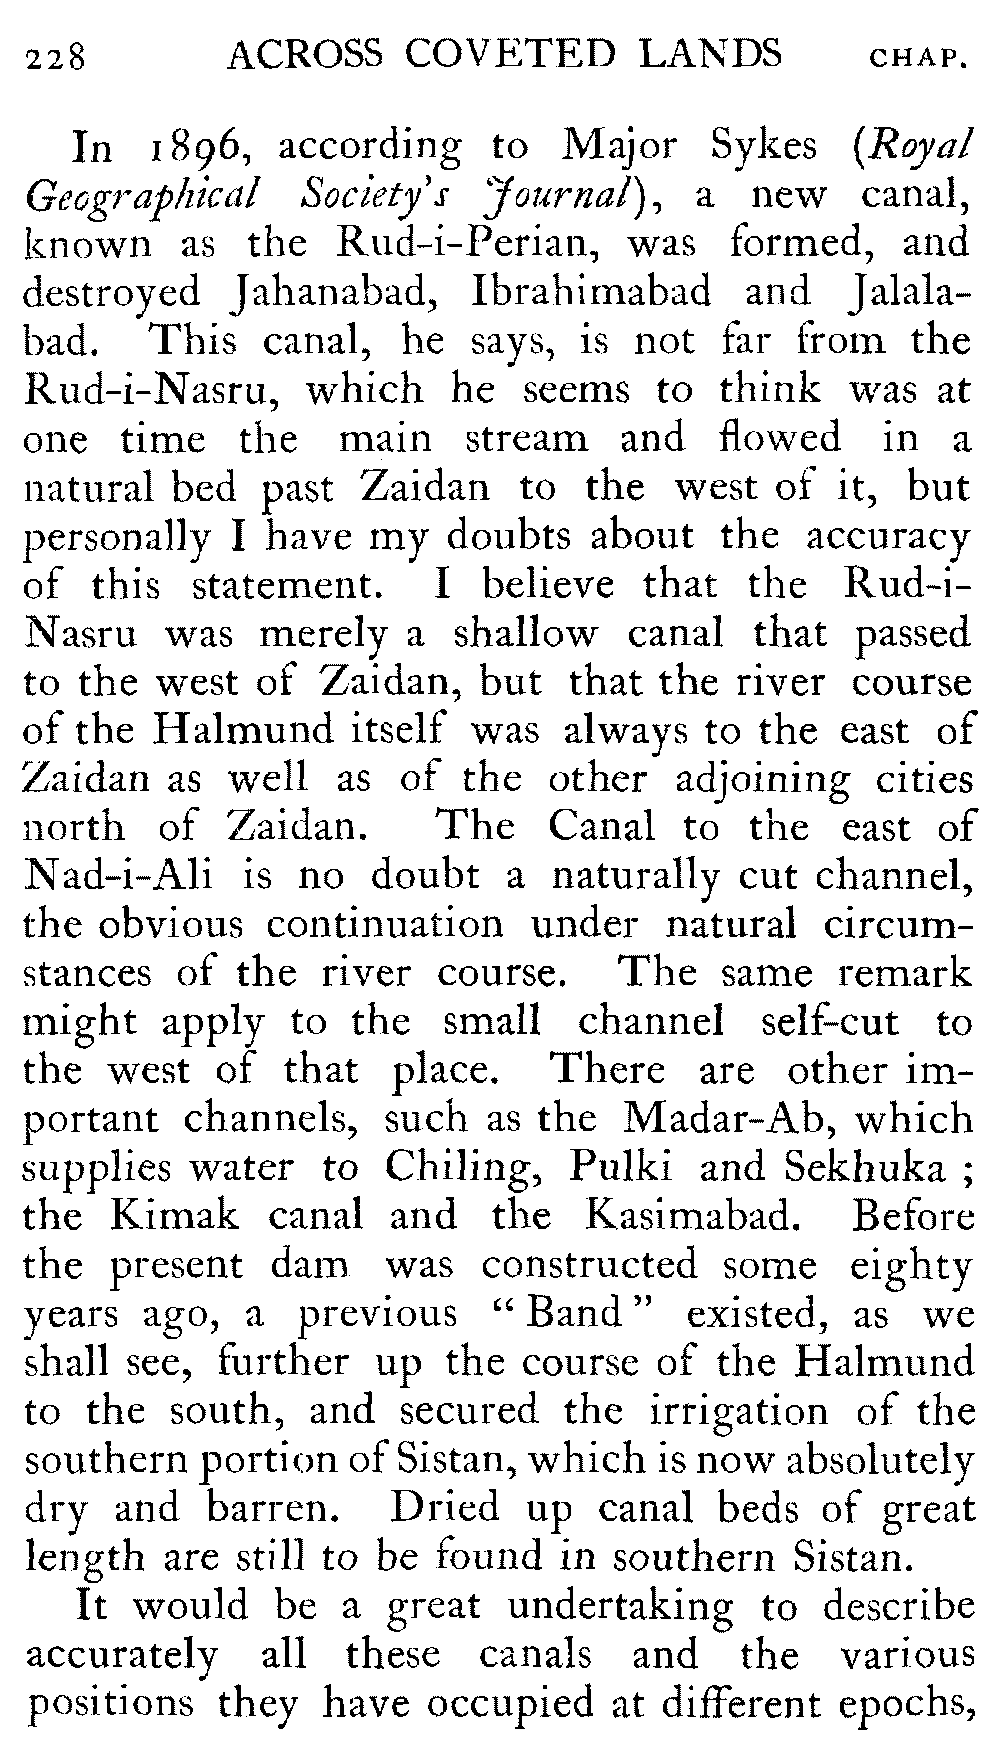 228 ACROSS COVETED LANDS CHAP.
In 1896, according to Major Sykes (Royal
Geographical Society's Journal), a new canal,
known as the Rud-i-Perian, was formed, and
destroyed Jahanabad, Ibrahimabad and Jalala-
bad. This canal, he says, is not far from the
Rud-i-Nasru, which he seems to think was at
one time the main stream and flowed in a
natural bed past Zaidan to the west of it, but
personally I have my doubts about the accuracy
of this statement. I believe that the Rud-i-
Nasru was merely a shallow canal that passed
to the west of Zaidan, but that the river course
of the Halmund itself was always to the east of
Zaidan as well as of the other adjoining cities
north of Zaidan. The Canal to the east of
Nad-i-Ali is no doubt a naturally cut channel,
the obvious continuation under natural circum-
stances of the river course. The same remark
might apply to the small channel self-cut to
the west of that place. There are other im-
portant channels, such as the Madar-Ab, which
supplies water to Chiling, Pulki and Sekhuka ;
the Kimak canal and the Kasimabad. Before
the present dam was constructed some eighty
years ago, a previous “ Band ” existed, as we
shall see, further up the course of the Halmund
to the south, and secured the irrigation of the
southern portion of Sistan, which is now absolutely
dry and barren. Dried up canal beds of great
length are still to be found in southern Sistan.
It would be a great undertaking to describe
accurately all these canals and the various
positions they have occupied at different epochs,